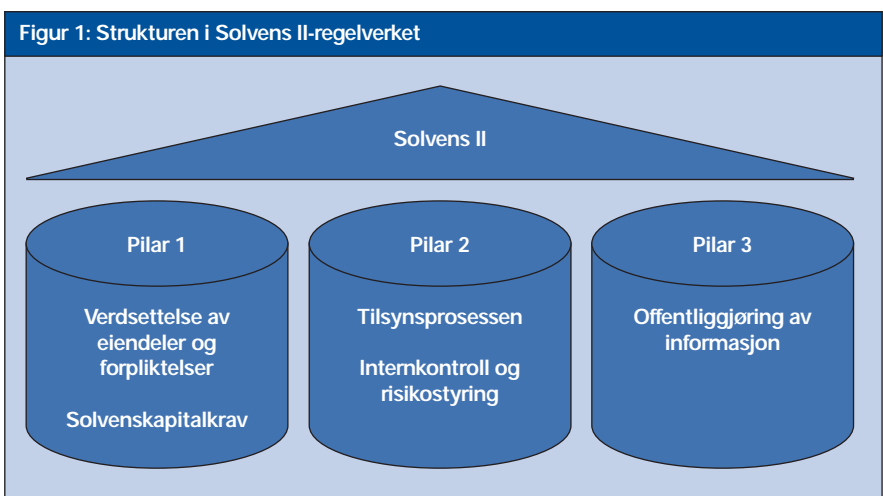 Figur 1: Strukturen i Solvens II-regelverket
Solvens II
Pilar 1
Verdsettelse av
eiendeler og
forpliktelser
Solvenskapitalkrav
Pilar 2
Tilsynsprosessen
Internkontroll og
risikostyring
Pilar 3
Offentliggjøring av
informasjon